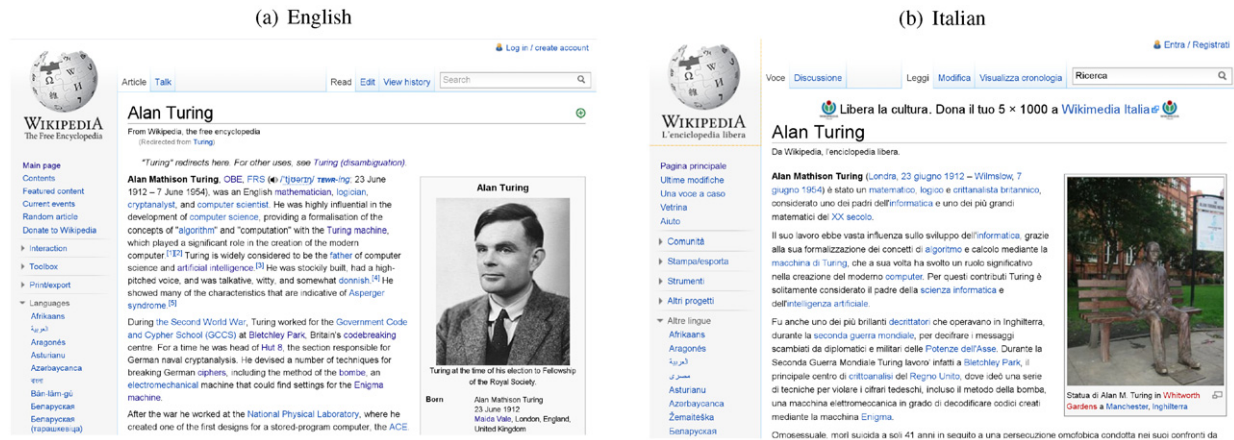 (a) English
Log in / create account
Article Talk Read Edit View history Search
WIKIPEDIA
The Free Encyclopedia
Alan Turing
From Wikipedia, the free encyclopedia
(Redirected from Turing)
"Turing" redirects here. For other uses, see Turing (disambiguation).
Main page
Contents
Featured content
Current events
Random article
Donate to Wikipedia
Interaction
Toolbox
Print/export
Languages
Afrikaans
العربية
Aragonés
Asturianu
Azərbaycanca
বাংলা
Bân-lâm-gú
Беларуская
Беларуская
(тарашкевіца)
Alan Mathison Turing, OBE, FRS ( 23 June
1912 – 7 June 1954), was an English mathematician, logician,
cryptanalyst, and computer scientist. He was highly influential in the
development of computer science, providing a formalisation of the
concepts of "algorithm" and "computation" with the Turing machine,
which played a significant role in the creation of the modern
computer.[1][2] Turing is widely considered to be the father of computer
science and artificial intelligence.[3] He was stockily built, had a high-
pitched voice, and was talkative, witty, and somewhat donnish.[4] He
showed many of the characteristics that are indicative of Asperger
syndrome.[5]
During the Second World War, Turing worked for the Government Code
and Cypher School (GCCS) at Bletchley Park, Britain's codebreaking
centre. For a time he was head of Hut 8, the section responsible for
German naval cryptanalysis. He devised a number of techniques for
breaking German ciphers, including the method of the bombe, an
electromechanical machine that could find settings for the Enigma
machine.
After the war he worked at the National Physical Laboratory, where he
created one of the first designs for a stored-program computer, the ACE.
Alan Turing
Turing at the time of his election to Fellowship
of the Royal Society.
Born Alan Mathison Turing
23 June 1912
Maida Vale, London, England,
United Kingdom
(b) Italian
Entra / Registrati
Voce Discussione Leggi Modifica Visualizza cronologia Ricerca
WIKIPEDIA
L'enciclopedia libera
Libera la cultura. Dona il tuo 5 × 1000 a Wikimedia Italia
Alan Turing
Da Wikipedia, l'enciclopedia libera.
Pagina principale
Ultime modifiche
Una voce a caso
Vetrina
Aiuto
Comunità
Stampa/esporta
Strumenti
Altri progetti
Altre lingue
Afrikaans
Aragonés
العربية
مصرى
Asturianu
Azərbaycanca
Žemaitėška
Беларуская
Alan Mathison Turing (Londra, 23 giugno 1912 – Wilmslow, 7
giugno 1954) è stato un matematico, logico e crittanalista britannico,
considerato uno dei padri dell'informatica e uno dei più grandi
matematici del XX secolo.
Il suo lavoro ebbe vasta influenza sullo sviluppo dell'informatica, grazie
alla sua formalizzazione dei concetti di algoritmo e calcolo mediante la
macchina di Turing, che a sua volta ha svolto un ruolo significativo
nella creazione del moderno computer. Per questi contributi Turing è
solitamente considerato il padre della scienza informatica e
dell'intelligenza artificiale.
Fu anche uno dei più brillanti decrittatori che operavano in Inghilterra,
durante la seconda guerra mondiale, per decifrare i messaggi
scambiati da diplomatici e militari delle Potenze dell'Asse. Durante la
Seconda Guerra Mondiale Turing lavorò infatti a Bletchley Park, il
principale centro di crittoanalisi del Regno Unito, dove ideò una serie
di tecniche per violare i cifrari tedeschi, incluso il metodo della bomba,
una macchina elettromeccanica in grado di decodificare codici creati
mediante la macchina Enigma.
Omosessuale, morì suicida a soli 41 anni in seguito a una persecuzione omofobica condotta nei suoi confronti da
Statua di Alan M. Turing in Whitworth
Gardens a Manchester, Inghilterra